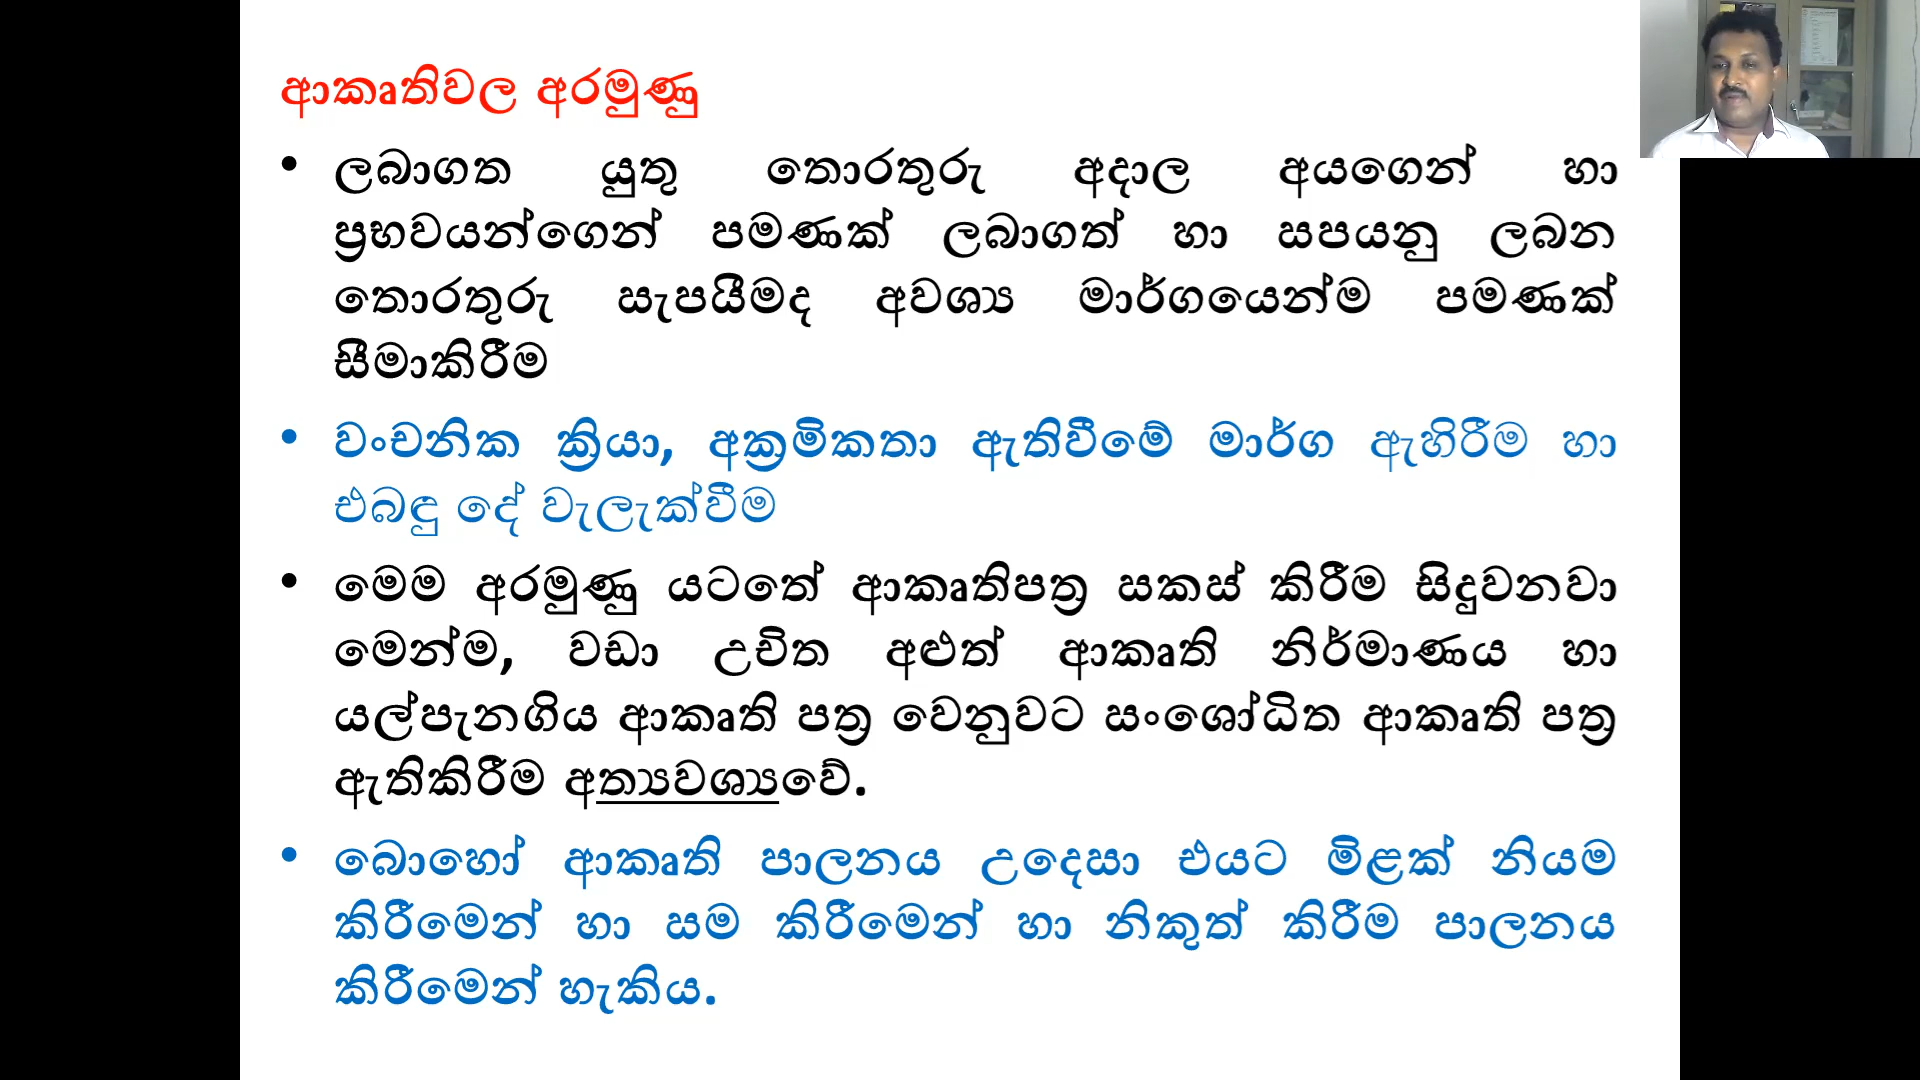 ආකෘතිවල අරමුණු
• ලබාගත යුතු තොරතුරු අදාල අයගෙන් හා
ප්‍රභවයන්ගෙන් පමණක් ලබාගත් හා සපයනු ලබන
තොරතුරු සැපයීමද අවශ්‍ය මාර්ගයෙන්ම පමණක්
සීමාකිරීම
• වංචනික ක්‍රියා, අක්‍රමිකතා ඇතිවීමේ මාර්ග ඇහිරීම හා
එබඳු දේ වැලැක්වීම
• මෙම අරමුණු යටතේ ආකෘතිපත්‍ර සකස් කිරීම සිදුවනවා
මෙන්ම, වඩා උචිත අළුත් ආකෘති නිර්මාණය හා
යල්පැනගිය ආකෘති පත්‍ර වෙනුවට සංශෝධිත ආකෘති පත්‍ර
ඇතිකිරීම අත්‍යවශ්‍යවේ.
• බොහෝ ආකෘති පාලනය උදෙසා එයට මිළක් නියම
කිරීමෙන් හා සම කිරීමෙන් හා නිකුත් කිරීම පාලනය
කිරීමෙන් හැකිය.